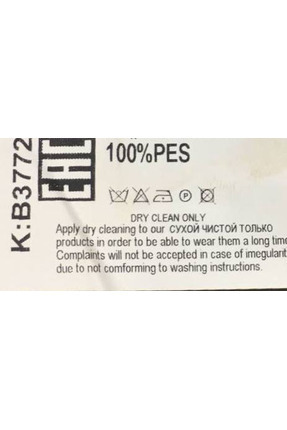 K:B3772
EAC
100%PES
P
DRY CLEAN ONLY
Apply dry cleaning to our СУХОЙ ЧИСТОЙ ТОЛЬКО
products in order to be able to wear them a long time
Complaints will not be accepted in case of imegularit
due to not comforming to washing instructions.